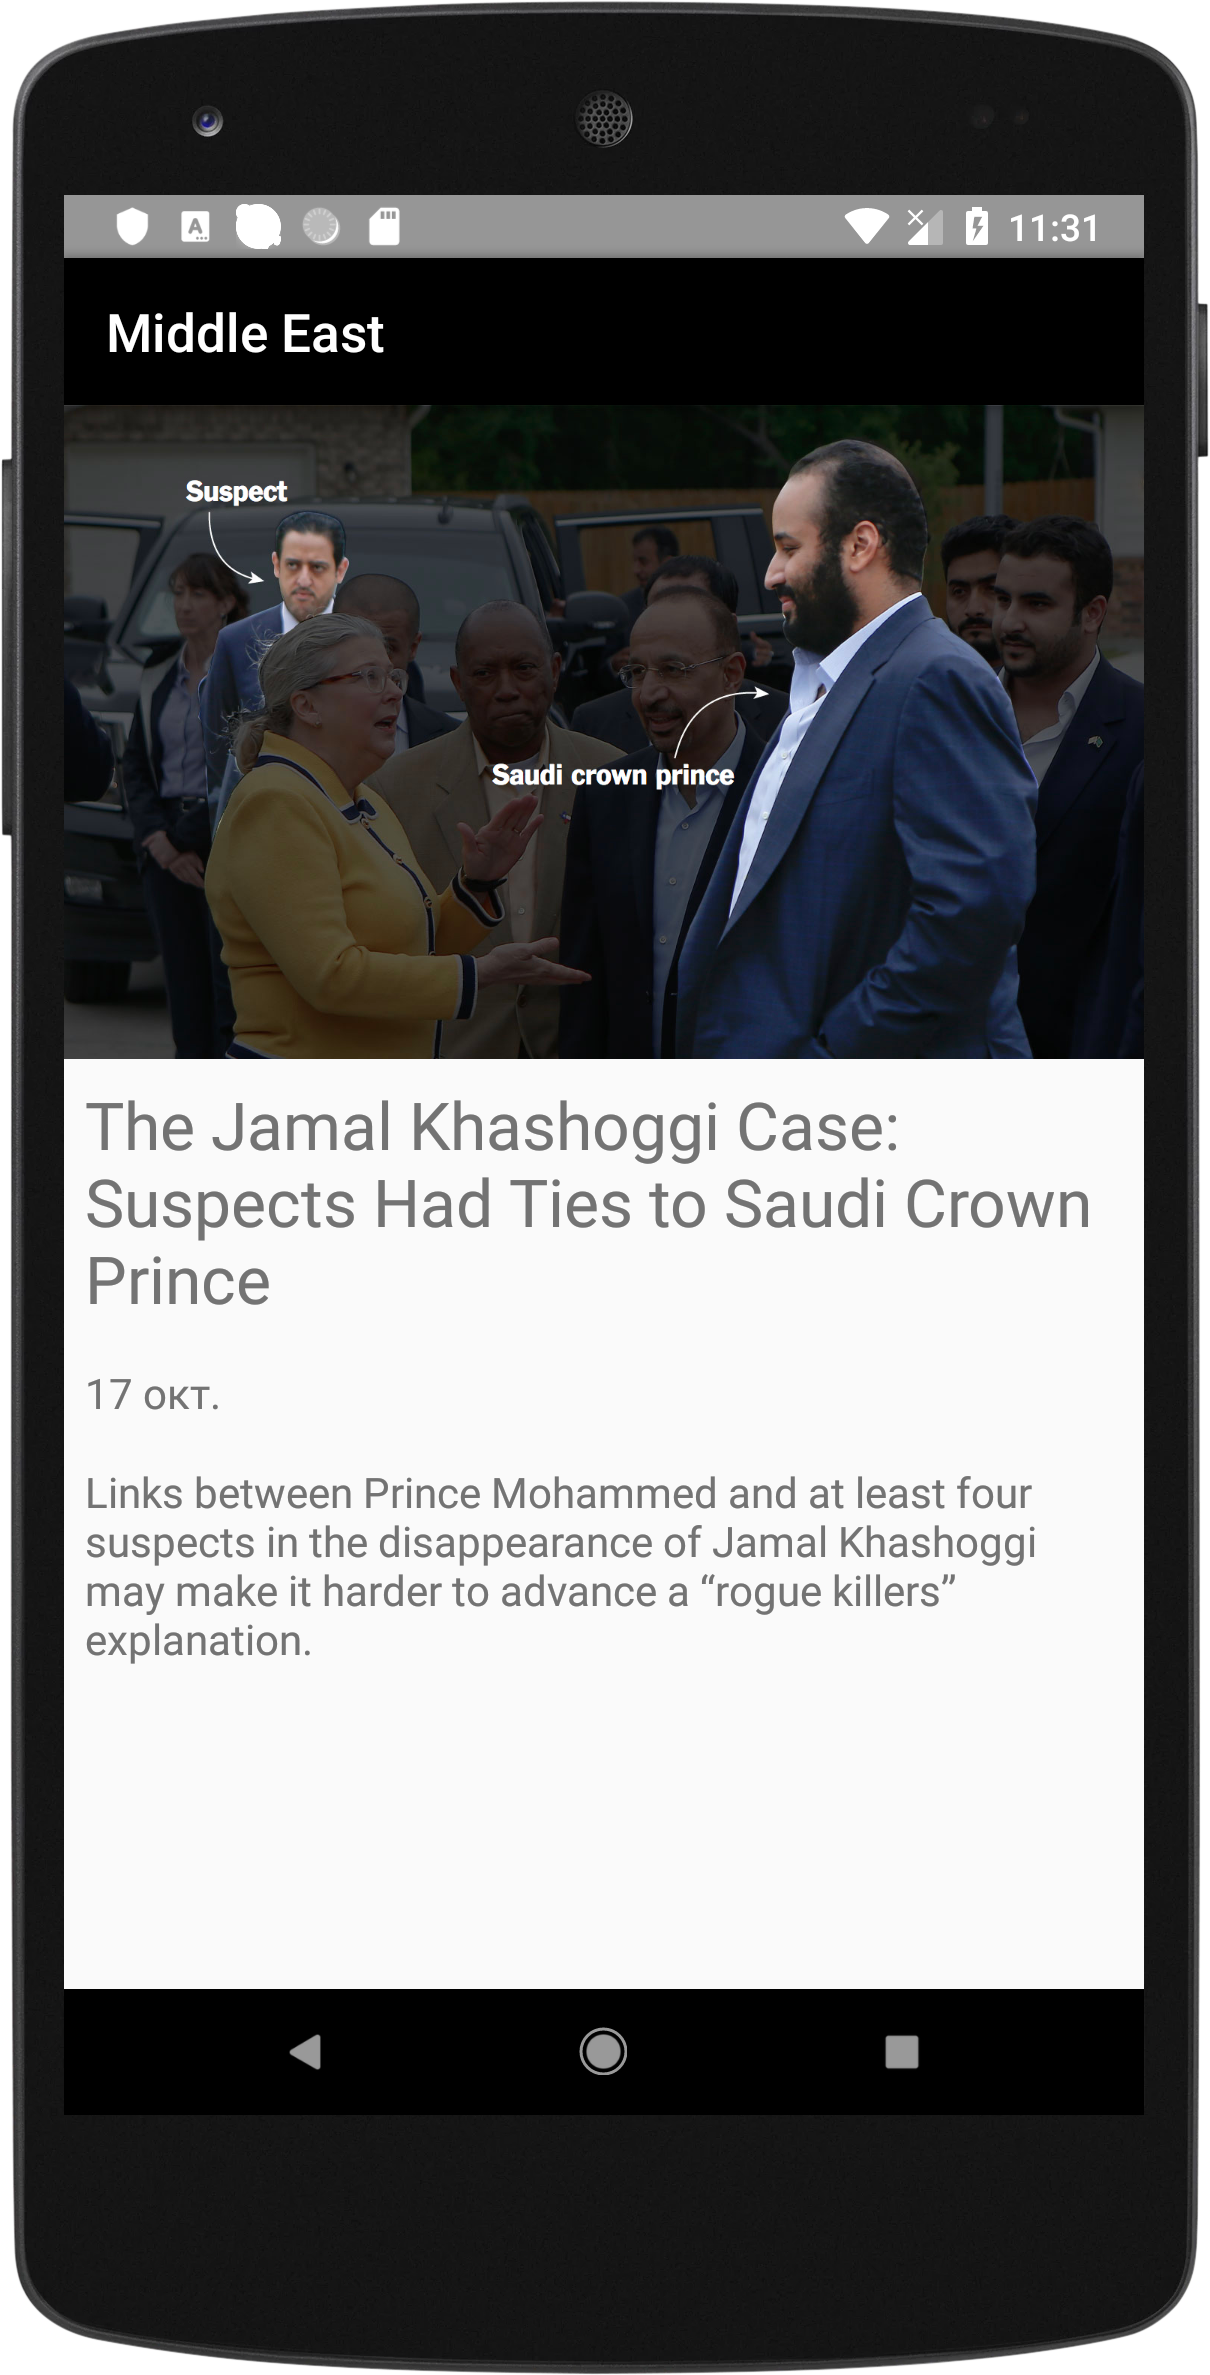 11:31
Middle East
Suspect
Saudi crown prince
The Jamal Khashoggi Case:
Suspects Had Ties to Saudi Crown
Prince
17 окт.
Links between Prince Mohammed and at least four
suspects in the disappearance of Jamal Khashoggi
may make it harder to advance a “rogue killers”
explanation.